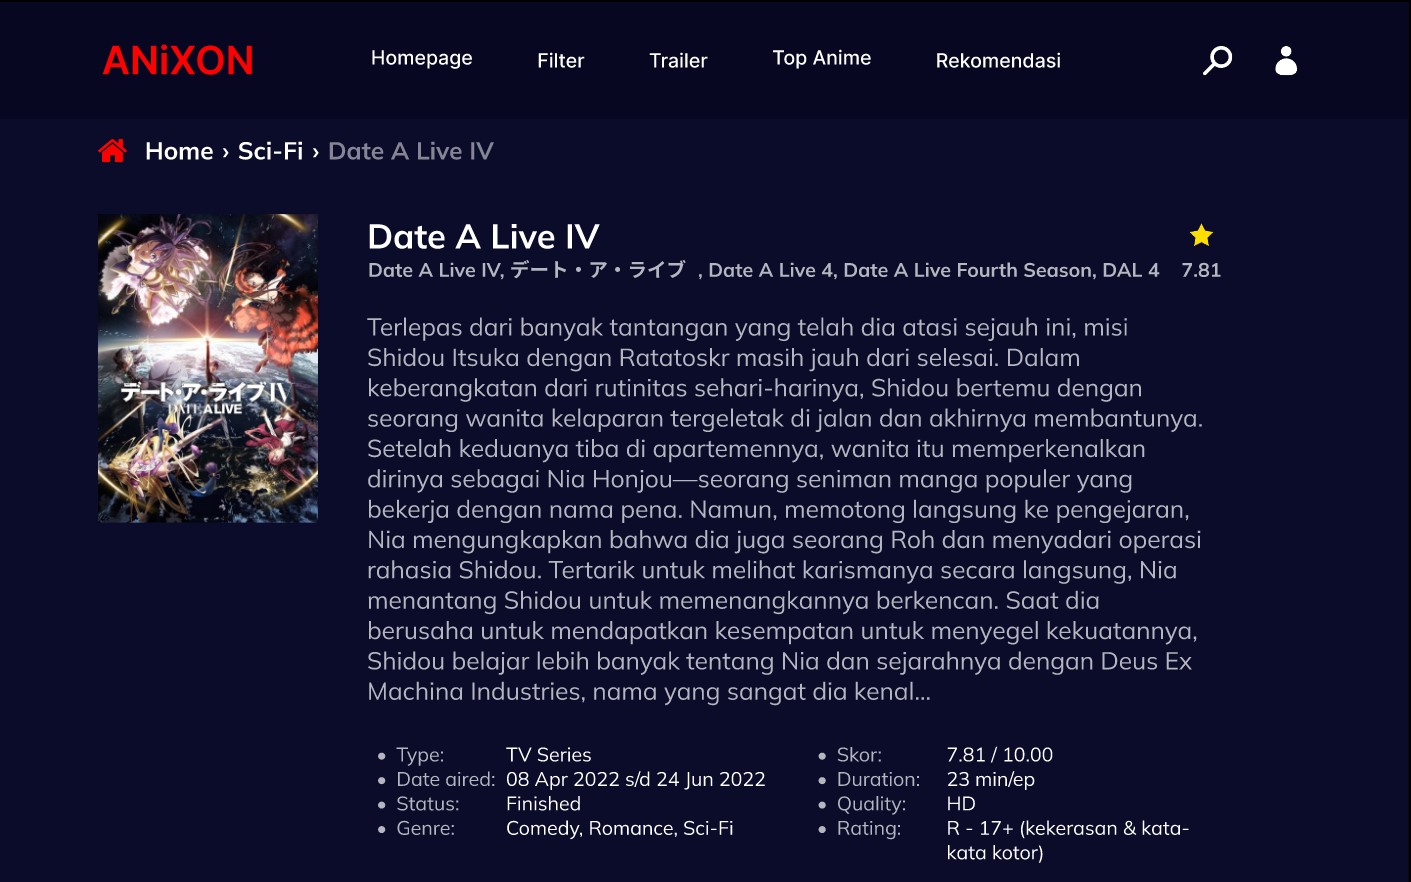 ANiXON
Homepage
Filter
Trailer
Top Anime
Rekomendasi
Home › Sci-Fi › Date A Live IV
デート・ア・ライブ IV
DATE A LIVE
Date A Live IV
Date A Live IV, デート・ア・ライブ , Date A Live 4, Date A Live Fourth Season, DAL 4
7.81
Terlepas dari banyak tantangan yang telah dia atasi sejauh ini, misi
Shidou Itsuka dengan Ratatoskr masih jauh dari selesai. Dalam
keberangkatan dari rutinitas sehari-harinya, Shidou bertemu dengan
seorang wanita kelaparan tergeletak di jalan dan akhirnya membantunya.
Setelah keduanya tiba di apartemennya, wanita itu memperkenalkan
dirinya sebagai Nia Honjou—seorang seniman manga populer yang
bekerja dengan nama pena. Namun, memotong langsung ke pengejaran,
Nia mengungkapkan bahwa dia juga seorang Roh dan menyadari operasi
rahasia Shidou. Tertarik untuk melihat karismanya secara langsung, Nia
menantang Shidou untuk memenangkannya berkencan. Saat dia
berusaha untuk mendapatkan kesempatan untuk menyegel kekuatannya,
Shidou belajar lebih banyak tentang Nia dan sejarahnya dengan Deus Ex
Machina Industries, nama yang sangat dia kenal...
• Type: TV Series
• Date aired: 08 Apr 2022 s/d 24 Jun 2022
• Status: Finished
• Genre: Comedy, Romance, Sci-Fi
• Skor: 7.81 / 10.00
• Duration: 23 min/ep
• Quality: HD
• Rating: R - 17+ (kekerasan & kata-
kata kotor)